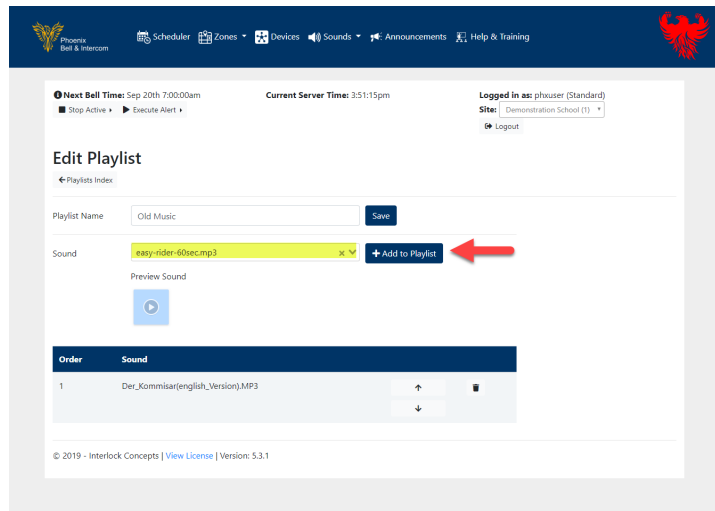 Phoenix
Bell & Intercom
Scheduler Zones Devices Sounds Announcements Help & Training
Next Bell Time: Sep 20th 7:00:00am Current Server Time: 3:51:15pm Logged in as: phxuser (Standard)
Stop Active Execute Alert Site: Demonstration School (1)
Logout
Edit Playlist
Playlists Index
Playlist Name Old Music Save
Sound easy-rider-60sec.mp3 Add to Playlist
Preview Sound
Order Sound
1 Der_Kommisar(english_Version).MP3
© 2019 - Interlock Concepts | View License | Version: 5.3.1